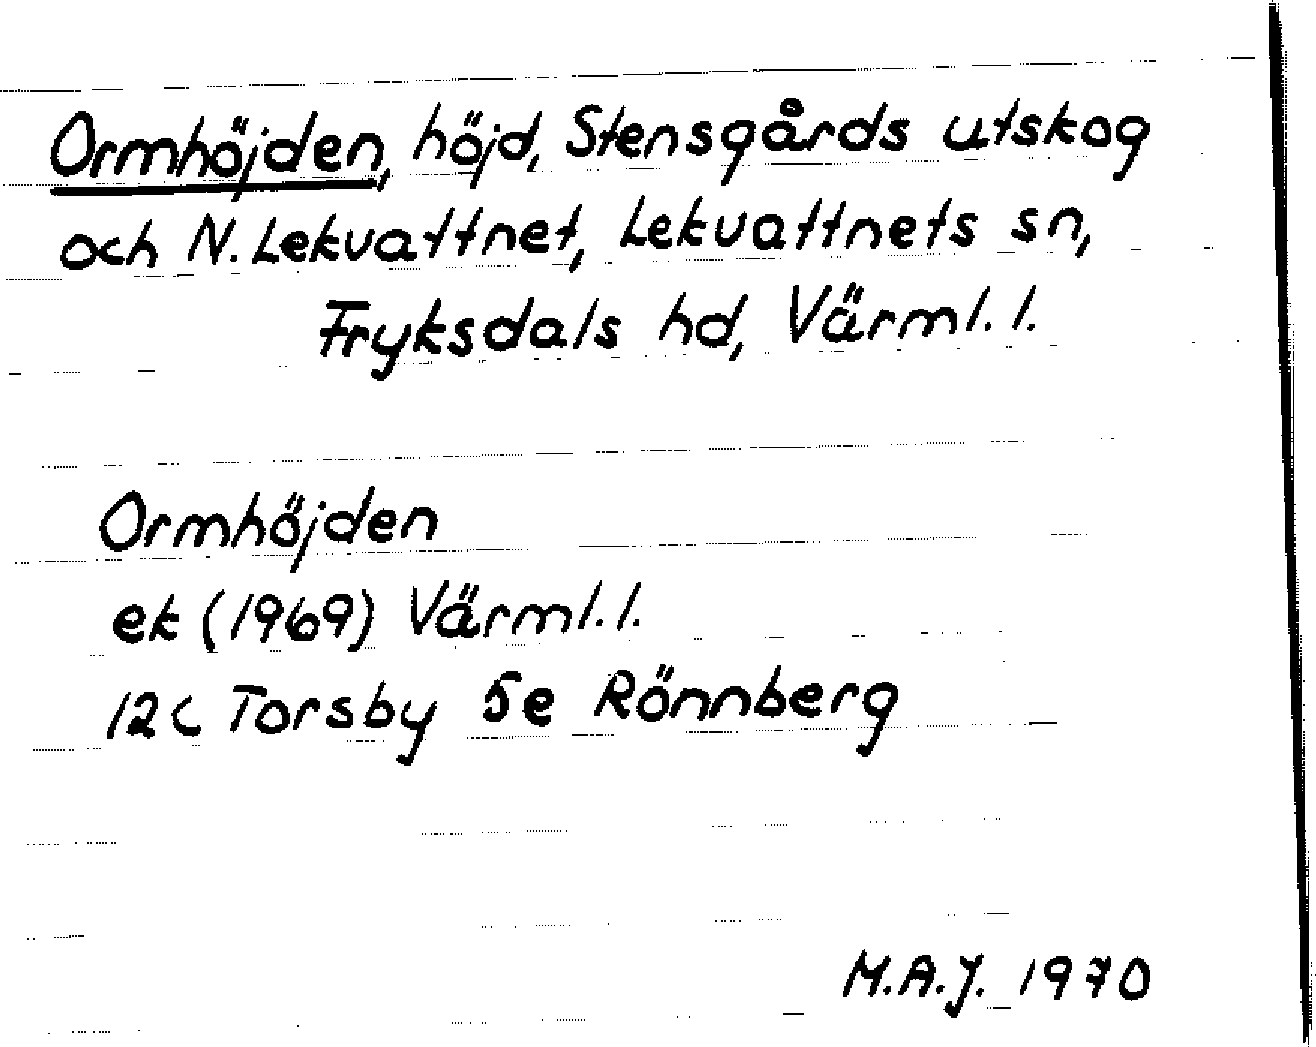 Ormhöjden, höjd, Stensgårds utskog
och N. Lekvattnet, Lekvattnets sn,
Fryksdals hd, Värml. l.
Ormhöjden
ek (1969) Värml. l.
12c Torsby 5e Rönnberg
M.A.J. 1970